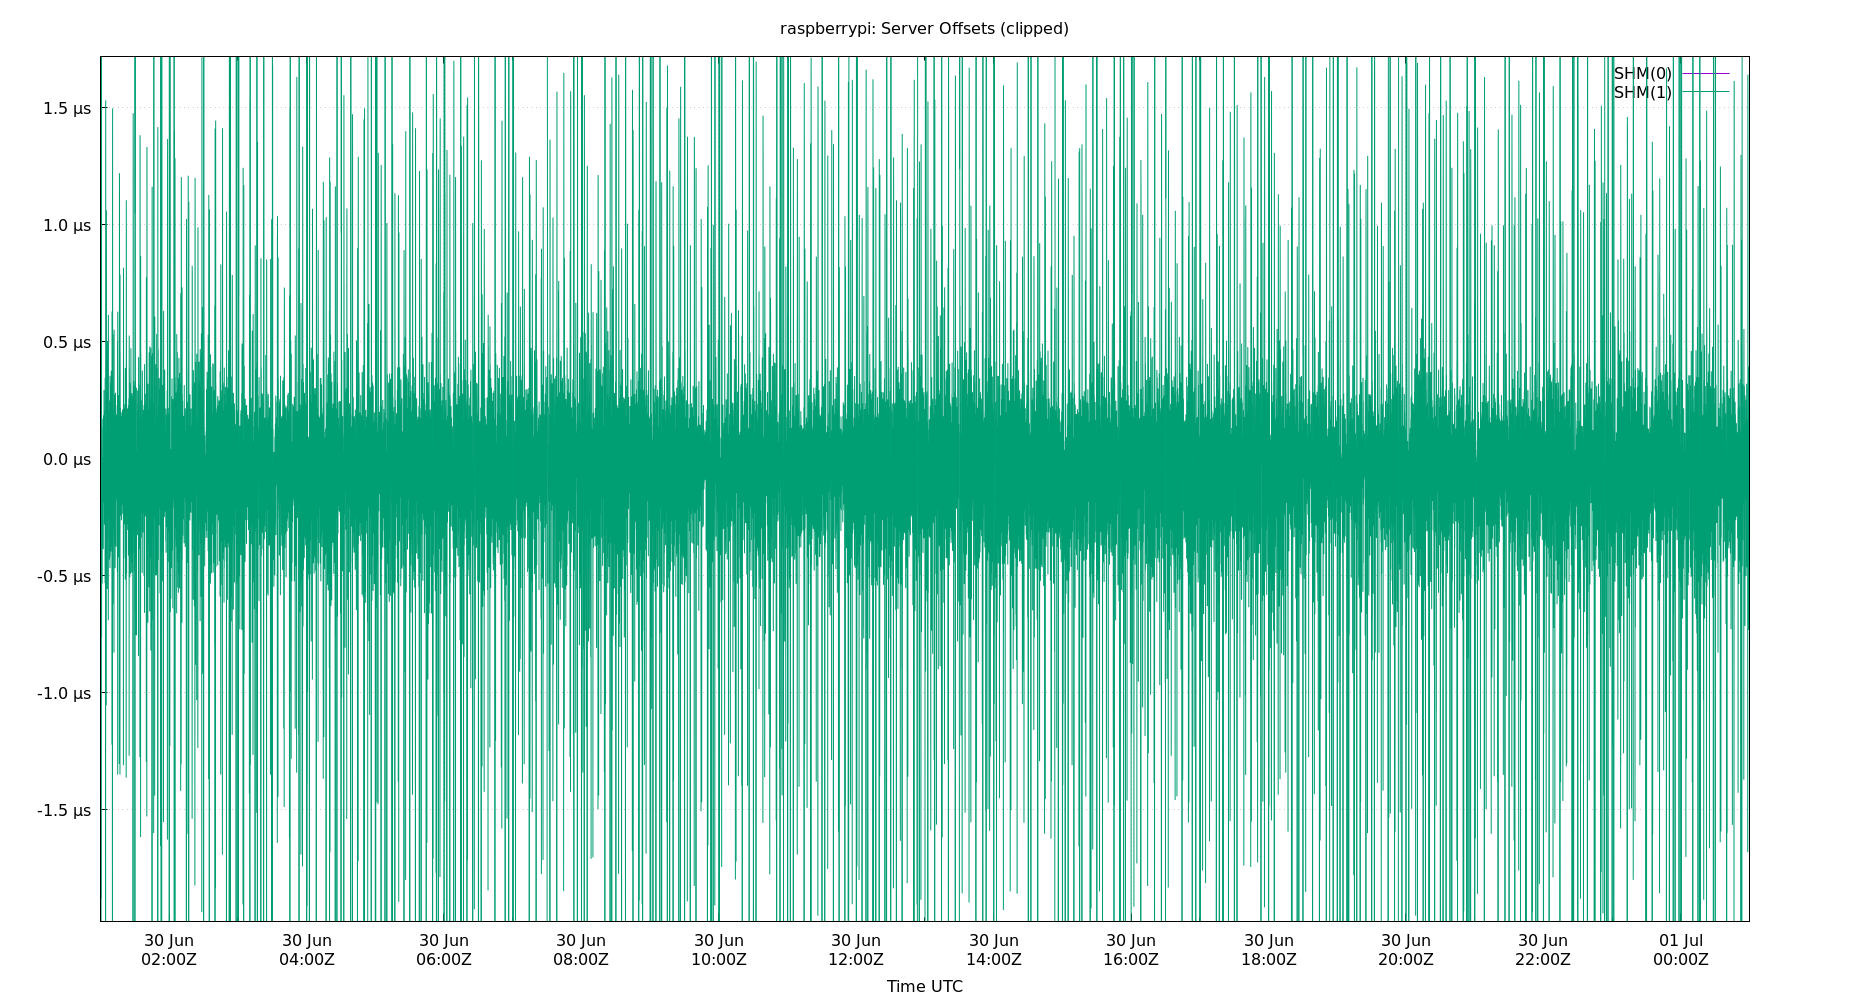 raspberrypi: Server Offsets (clipped)
SHM(0)
SHM(1)
1.5 µs
1.0 µs
0.5 µs
0.0 µs
-0.5 µs
-1.0 µs
-1.5 µs
30 Jun 30 Jun 30 Jun 30 Jun 30 Jun 30 Jun 30 Jun 30 Jun 30 Jun 30 Jun 30 Jun 01 Jul
02:00Z 04:00Z 06:00Z 08:00Z 10:00Z 12:00Z 14:00Z 16:00Z 18:00Z 20:00Z 22:00Z 00:00Z
Time UTC